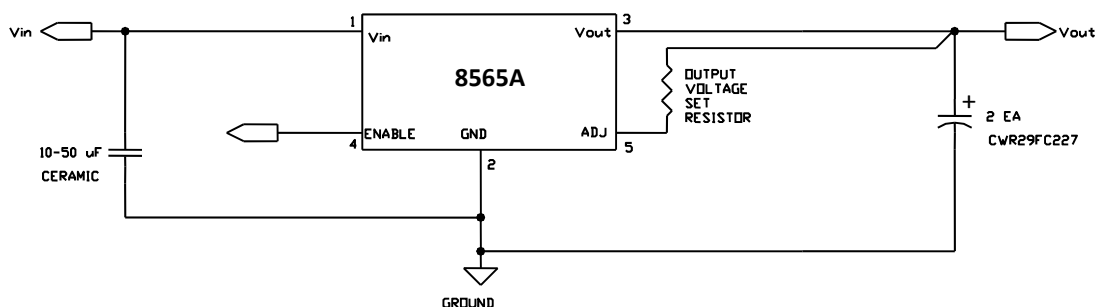 Vin
1
Vin
8565A
Vout
3
Vout
OUTPUT
VOLTAGE
SET
RESISTOR
ENABLE
4
GND
2
ADJ
5
10-50 uF
CERAMIC
+
2 EA
CWR29FC227
GROUND